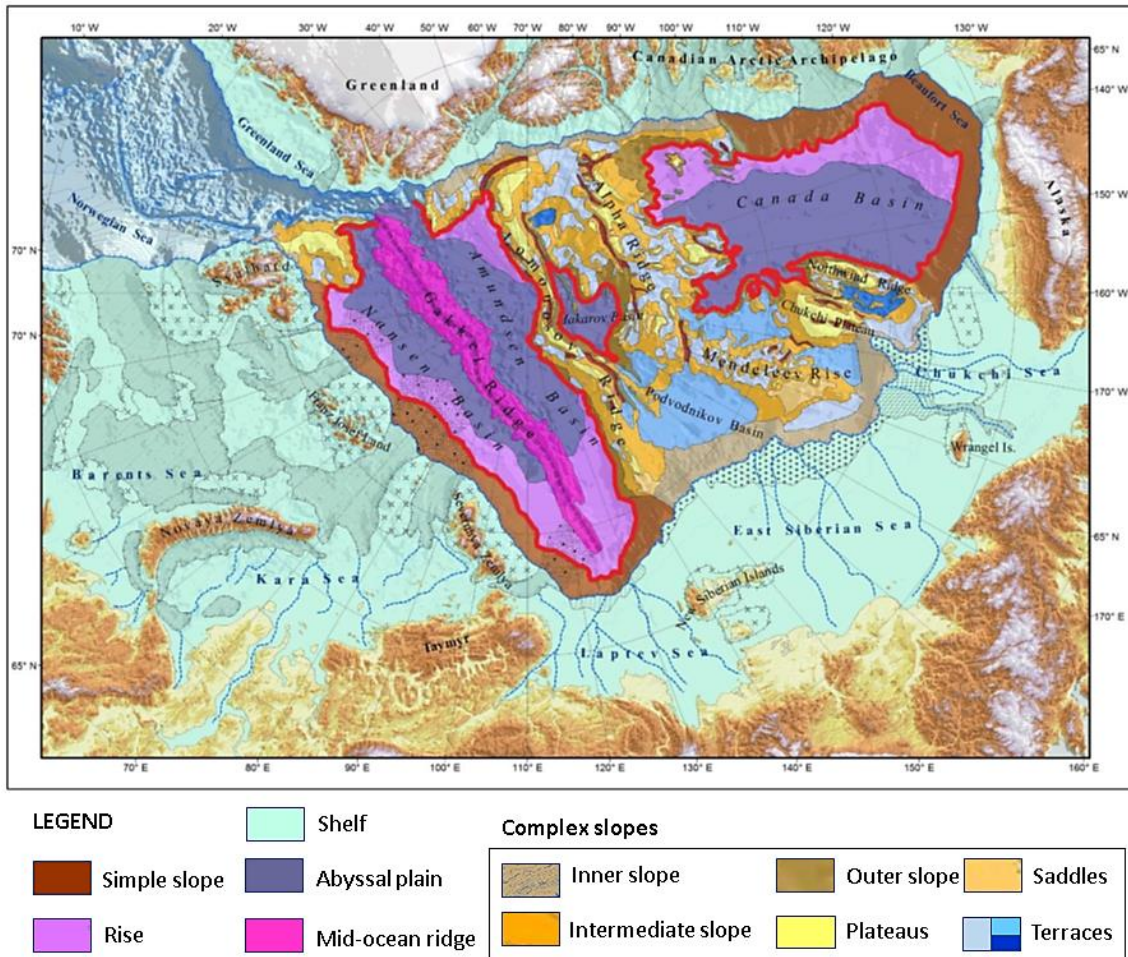 10° W 20° W 30° W 40° W 50° W 60° W 70° W 80° W 90° W 100° W 110° W 120° W 130° W
65° N
140° W
150° W
160° W
170° W
65° N
170° E
70° N
70° N
65° N
70° E 80° E 90° E 100° E 110° E 120° E 130° E 140° E 150° E 160° E
Canadian Arctic Archipelago
Greenland
Beaufort Sea
Greenland Sea
Norwegian Sea
Alaska
Canada Basin
Alpha Ridge
Svalbard
Lomonosov Ridge
Amundsen Basin
Gakkel Ridge
Nansen Basin
Northwind Ridge
Chukchi Plateau
Makarov Basin
Mendeleev Rise
Chukchi Sea
Podvodnikov Basin
Franz Josef Land
Wrangel Is.
Barents Sea
Novaya Zemlya
Severnaya Zemlya
East Siberian Sea
Kara Sea
New Siberian Islands
Taymyr
Laptev Sea
LEGEND
Shelf
Simple slope
Abyssal plain
Rise
Mid-ocean ridge
Complex slopes
Inner slope
Outer slope
Saddles
Intermediate slope
Plateaus
Terraces